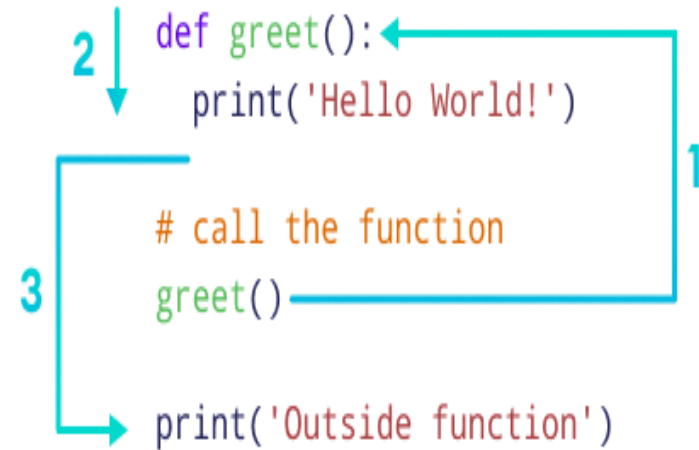 2
def greet():
  print('Hello World!')
1
# call the function
3
greet()
print('Outside function')